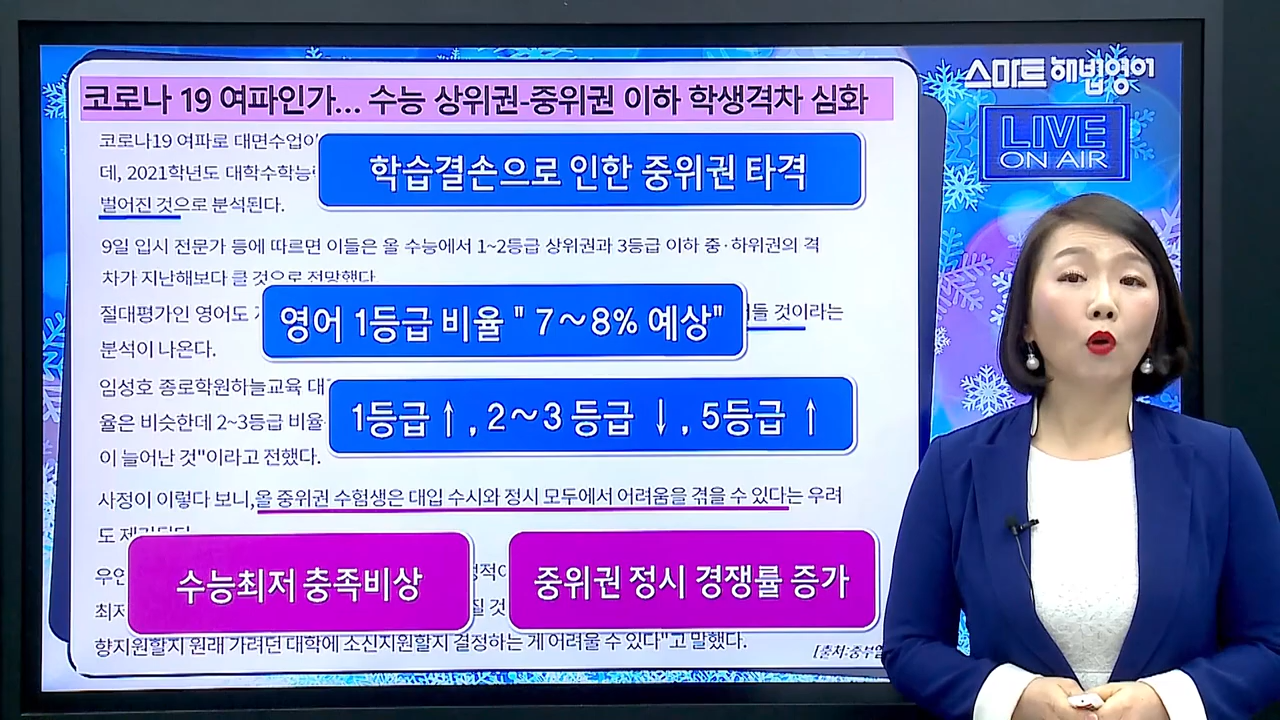 스마트 해법영어
LIVE
ON AIR
코로나 19 여파인가... 수능 상위권-중위권 이하 학생격차 심화
코로나19 여파로 대면수업이
학습결손으로 인한 중위권 타격
데, 2021학년도 대학수학능
벌어진 것으로 분석된다.
9일 입시 전문가 등에 따르면 이들은 올 수능에서 1~2등급 상위권과 3등급 이하 중·하위권의 격
차가 지난해보다 클 것으로 전망했다
절대평가인 영어도
것이라는
영어 1등급 비율 " 7~8% 예상"
분석이 나온다.
임성호 종로학원하늘교육
1등급↑, 2~3 등급 ↓, 5등급 ↑
율은 비슷한데 2~3등급 비율
이 늘어난 것"이라고 전했다.
사정이 이렇다 보니,올 중위권 수험생은 대입 수시와 정시 모두에서 어려움을 겪을 수 있다는 우려
도
수능최저 충족비상
중위권 정시 경쟁률 증가
최저
것
향지원할지 원래 가려던 대학에 소신지원할지 결정하는 게 어려울 수 있다"고 말했다.
[출처:중부일